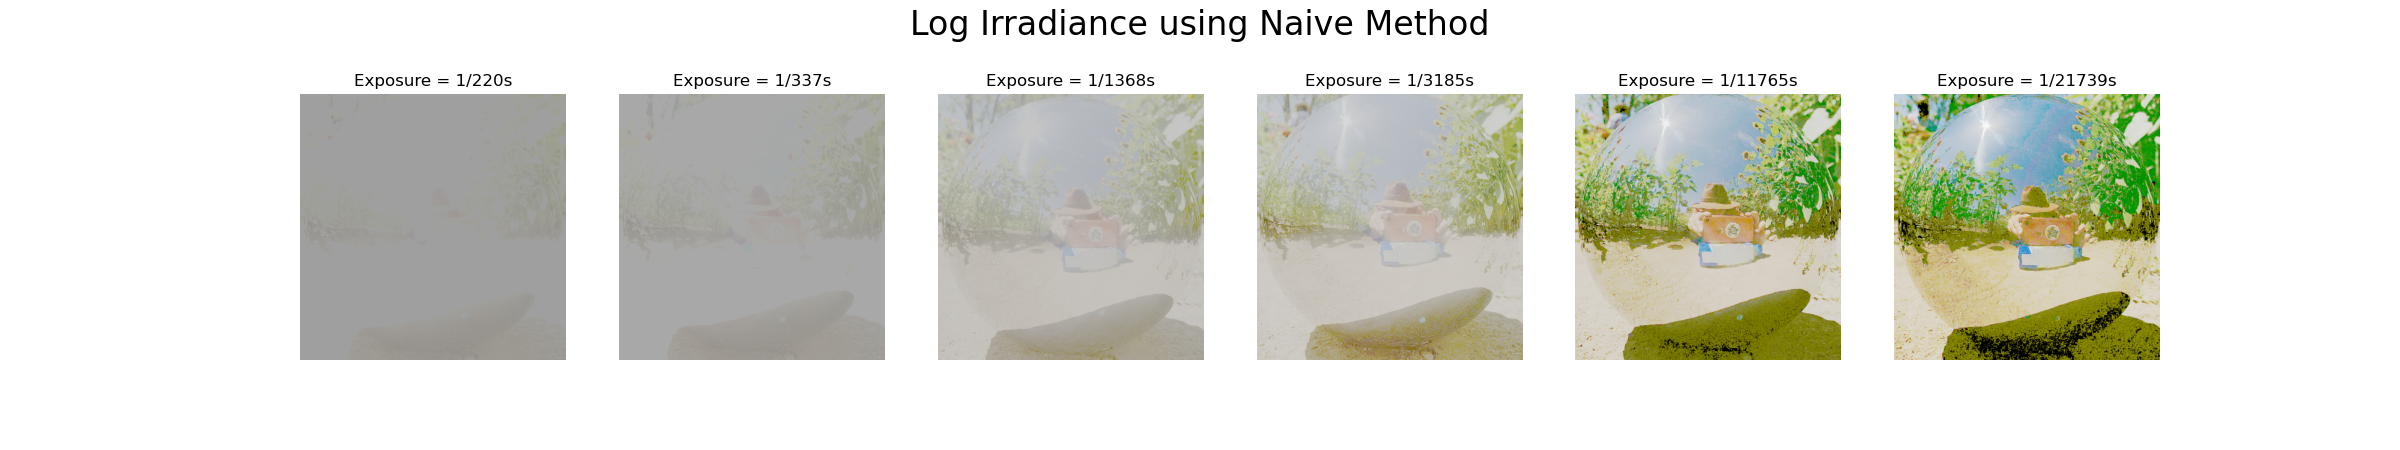 Log Irradiance using Naive Method
Exposure = 1/220s
Exposure = 1/337s
Exposure = 1/1368s
Exposure = 1/3185s
Exposure = 1/11765s
Exposure = 1/21739s